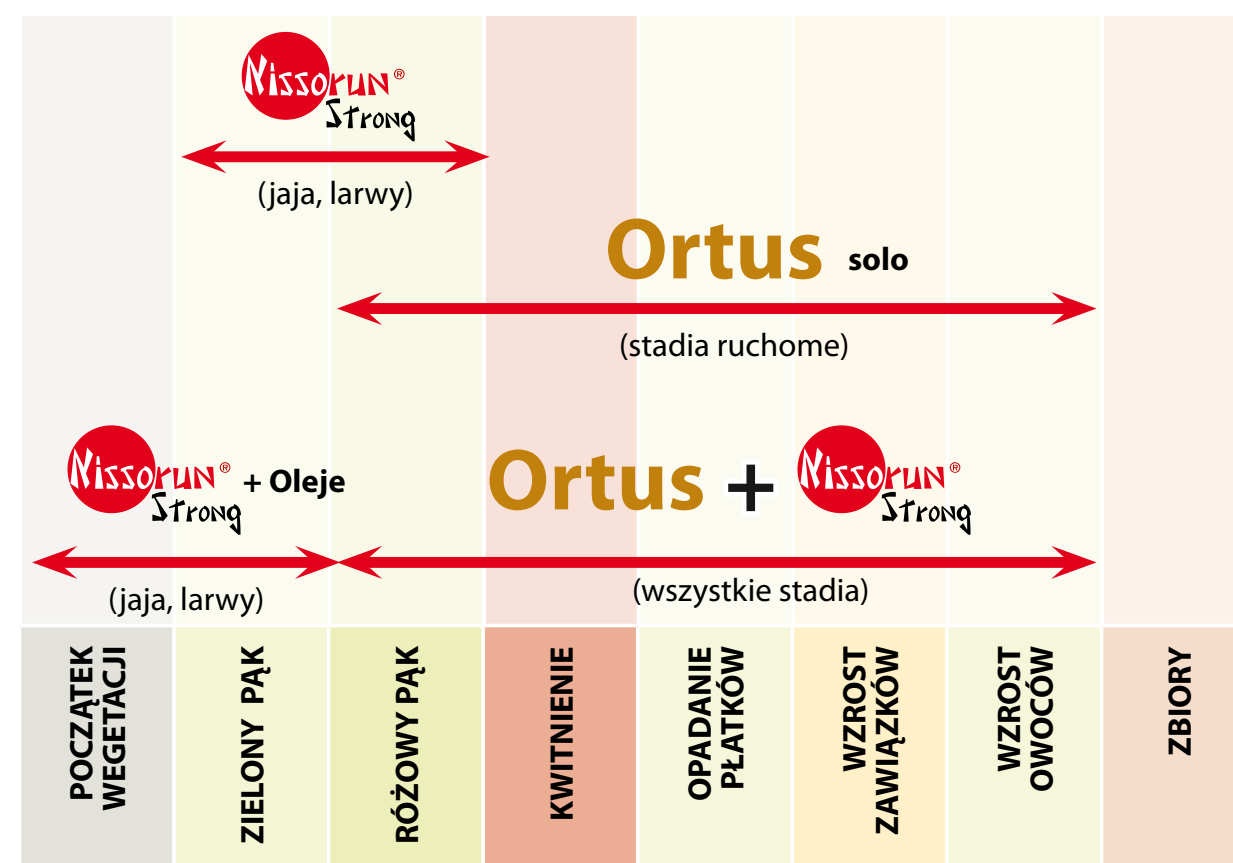 Nissorun®
Strong
(jaja, larwy)
Ortus solo
(stadia ruchome)
Nissorun® + Oleje
Strong
(jaja, larwy)
Ortus + Nissorun®
Strong
(wszystkie stadia)
POCZĄTEK
WEGETACJI
ZIELONY PĄK
RÓŻOWY PĄK
KWITNIENIE
OPADANIE
PŁATKÓW
WZROST
ZAWIĄZKÓW
WZROST
OWOCÓW
ZBIORY